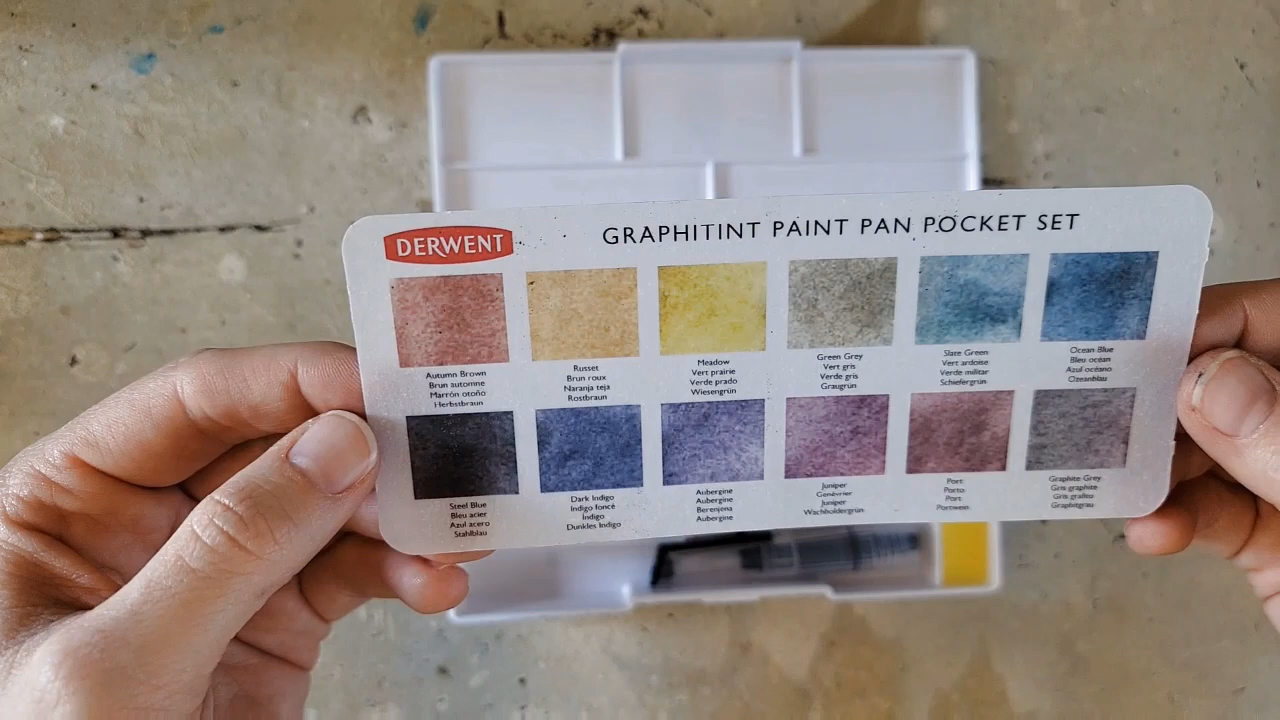 DERWENT
GRAPHITINT PAINT PAN POCKET SET
Autumn Brown
Brun automne
Marrón otoño
Herbstbraun
Russet
Brun roux
Naranja teja
Rostbraun
Meadow
Vert prairie
Verde prado
Wiesengrün
Green Grey
Vert gris
Verde gris
Graugrün
Slate Green
Vert ardoise
Verde militar
Schiefergrün
Ocean Blue
Bleu océan
Azul océano
Ozeanblau
Steel Blue
Bleu acier
Azul acero
Stahlblau
Dark Indigo
Indigo foncé
Índigo
Dunkles Indigo
Aubergine
Aubergine
Berenjena
Aubergine
Juniper
Genévrier
Juniper
Wachholdergrün
Port
Porto
Port
Portwein
Graphite Grey
Gris graphite
Gris grafito
Graphitgrau